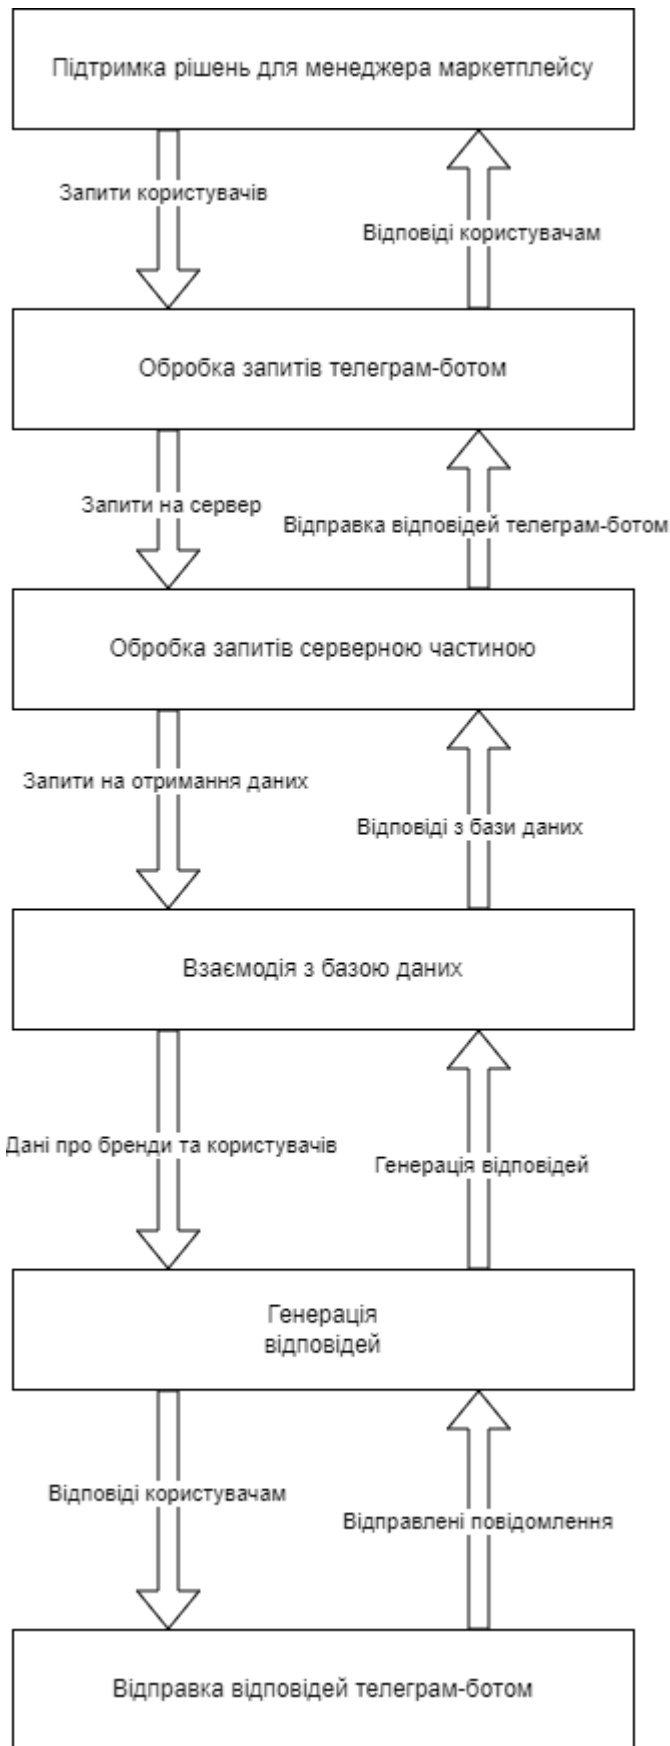 Підтримка рішень для менеджера маркетплейсу
Запити користувачів
Відповіді користувачам
Обробка запитів телеграм-ботом
Запити на сервер
Відправка відповідей телеграм-ботом
Обробка запитів серверною частиною
Запити на отримання даних
Відповіді з бази даних
Взаємодія з базою даних
Дані про бренди та користувачів
Генерація відповідей
Генерація
відповідей
Відповіді користувачам
Відправлені повідомлення
Відправка відповідей телеграм-ботом